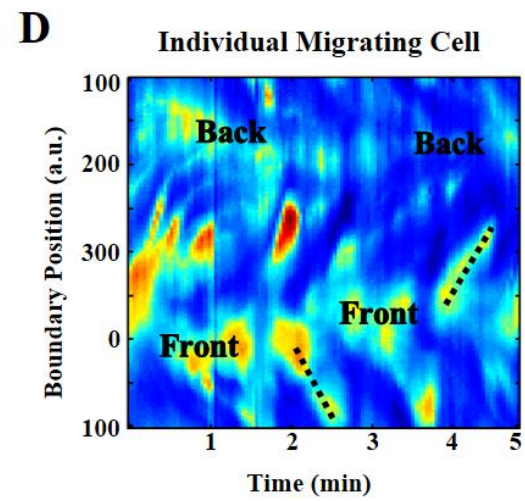 D
Individual Migrating Cell
Boundary Position (a.u.)
100
200
300
0
100
Back
Back
Front
Front
1
2
3
4
5
Time (min)